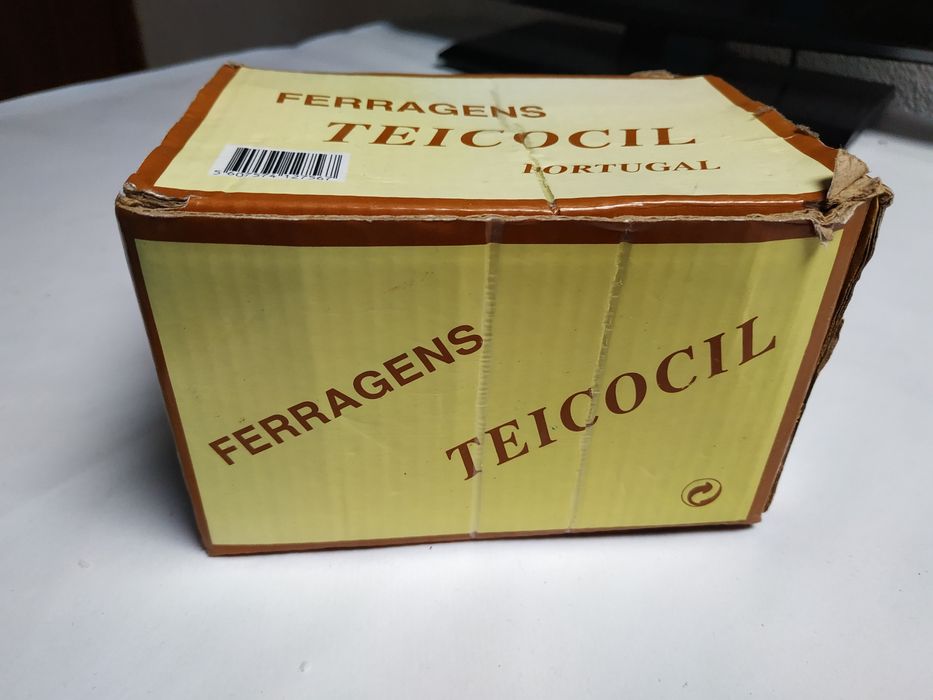 FERRAGENS
TEICOCIL
PORTUGAL
FERRAGENS
TEICOCIL